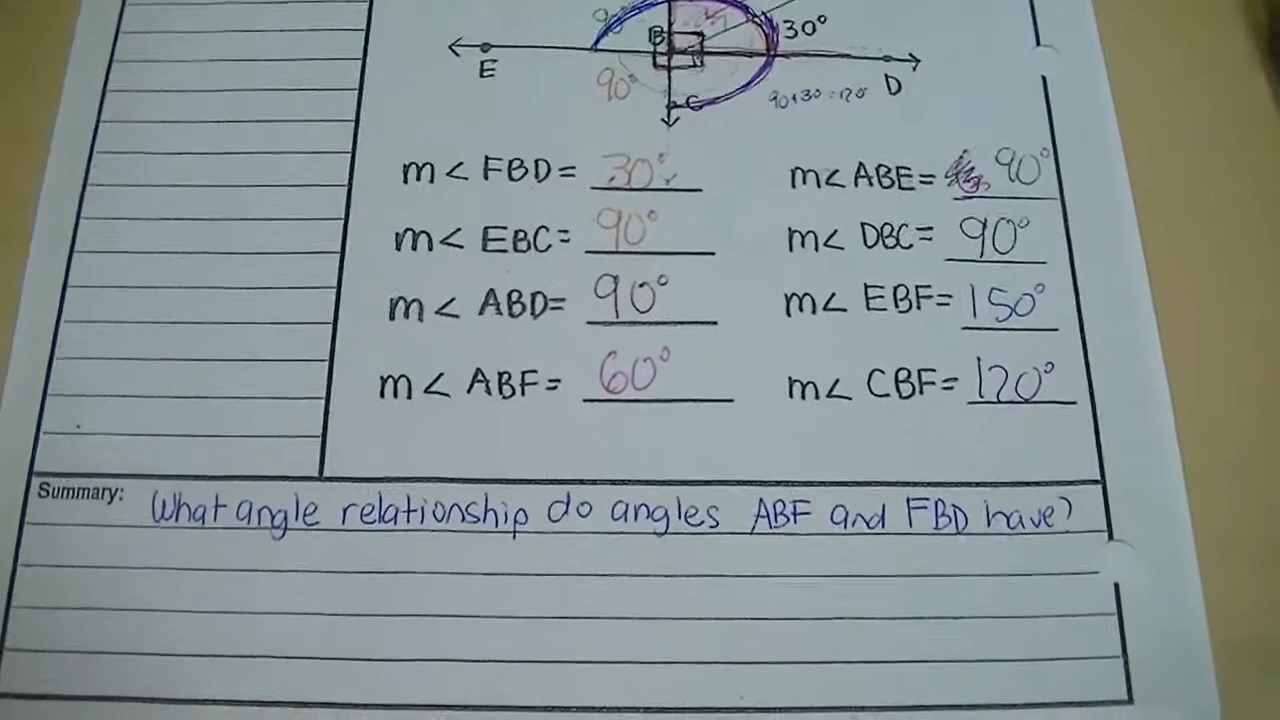 90°
B
30°
E
90°
C
90+30=120
D
m< FBD= 30°
m< ABE= 90°
m< EBC= 90°
m< DBC= 90°
m< ABD= 90°
m< EBF= 150°
m< ABF= 60°
m< CBF= 120°
Summary: What angle relationship do angles ABF and FBD have?